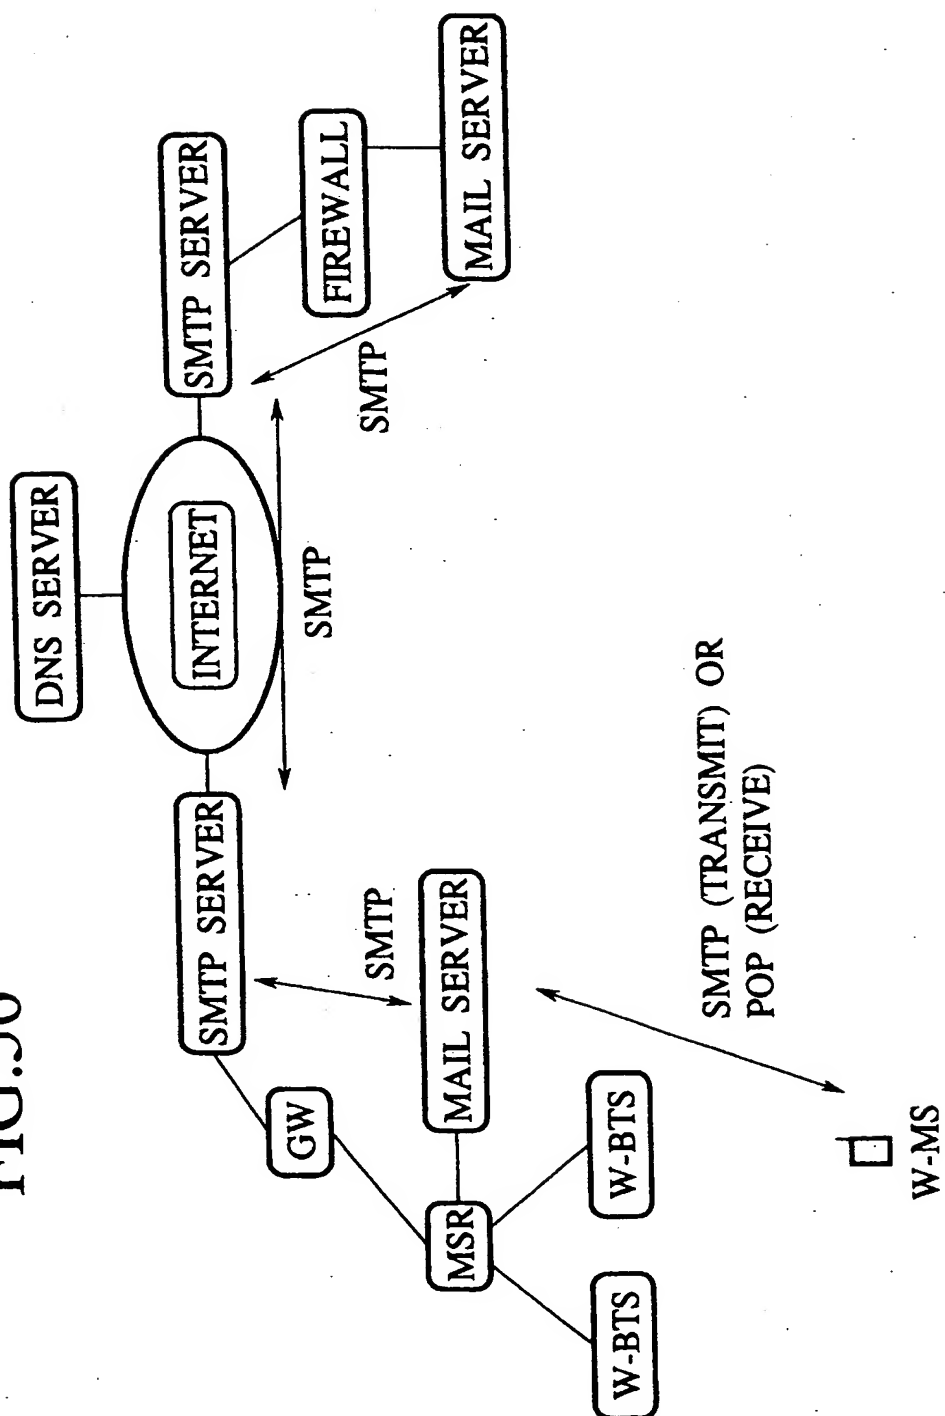 FIG.
DNS SERVER
SMTP SERVER
INTERNET
SMTP SERVER
GW
SMTP
FIREWALL
SMTP
SMTP
MSR
MAIL SERVER
MAIL SERVER
W-BTS
W-BTS
SMTP (TRANSMIT) OR
POP (RECEIVE)
W-MS